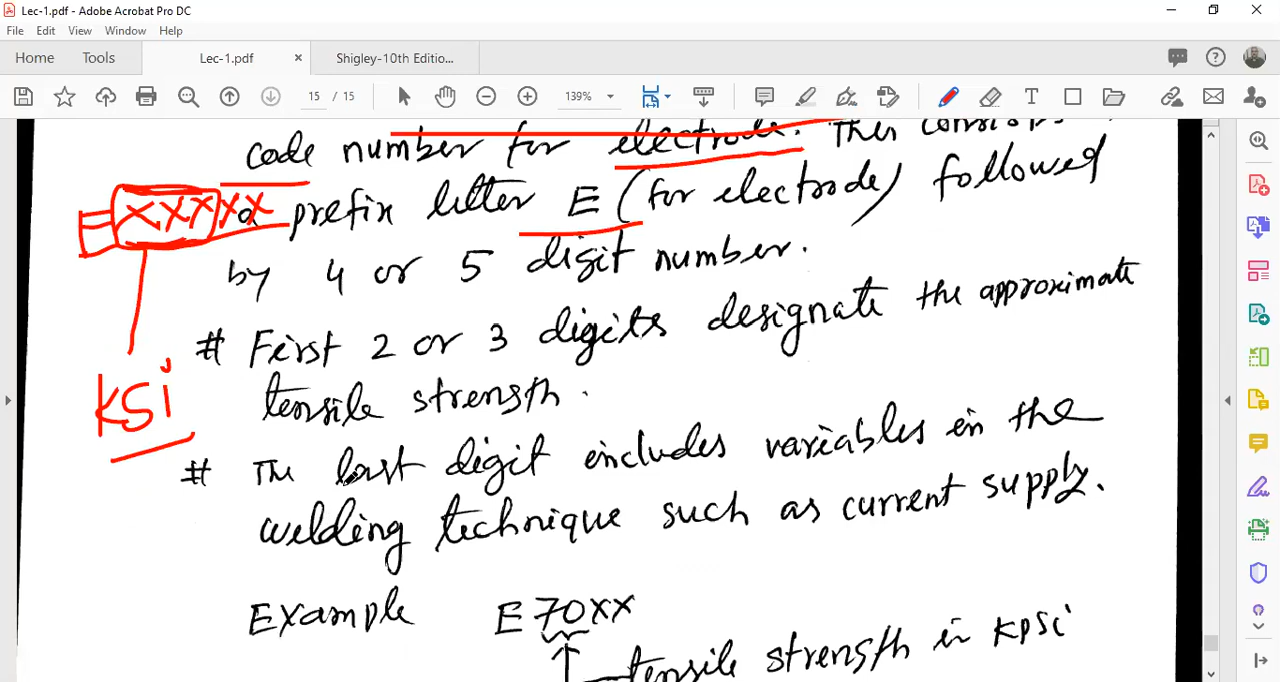 Lec-1.pdf - Adobe Acrobat Pro DC
File Edit View Window Help
Home Tools Lec-1.pdf × Shigley-10th Editio...
15 / 15 139%
code number for electrode. This consists
EXXXXX a prefix letter E (for electrode) followed
by 4 or 5 digit number.
# First 2 or 3 digits designate the approximate
tensile strength.
KSi
# The last digit includes variables in the
welding technique such as current supply.
Example E70XX
tensile strength in kpsi